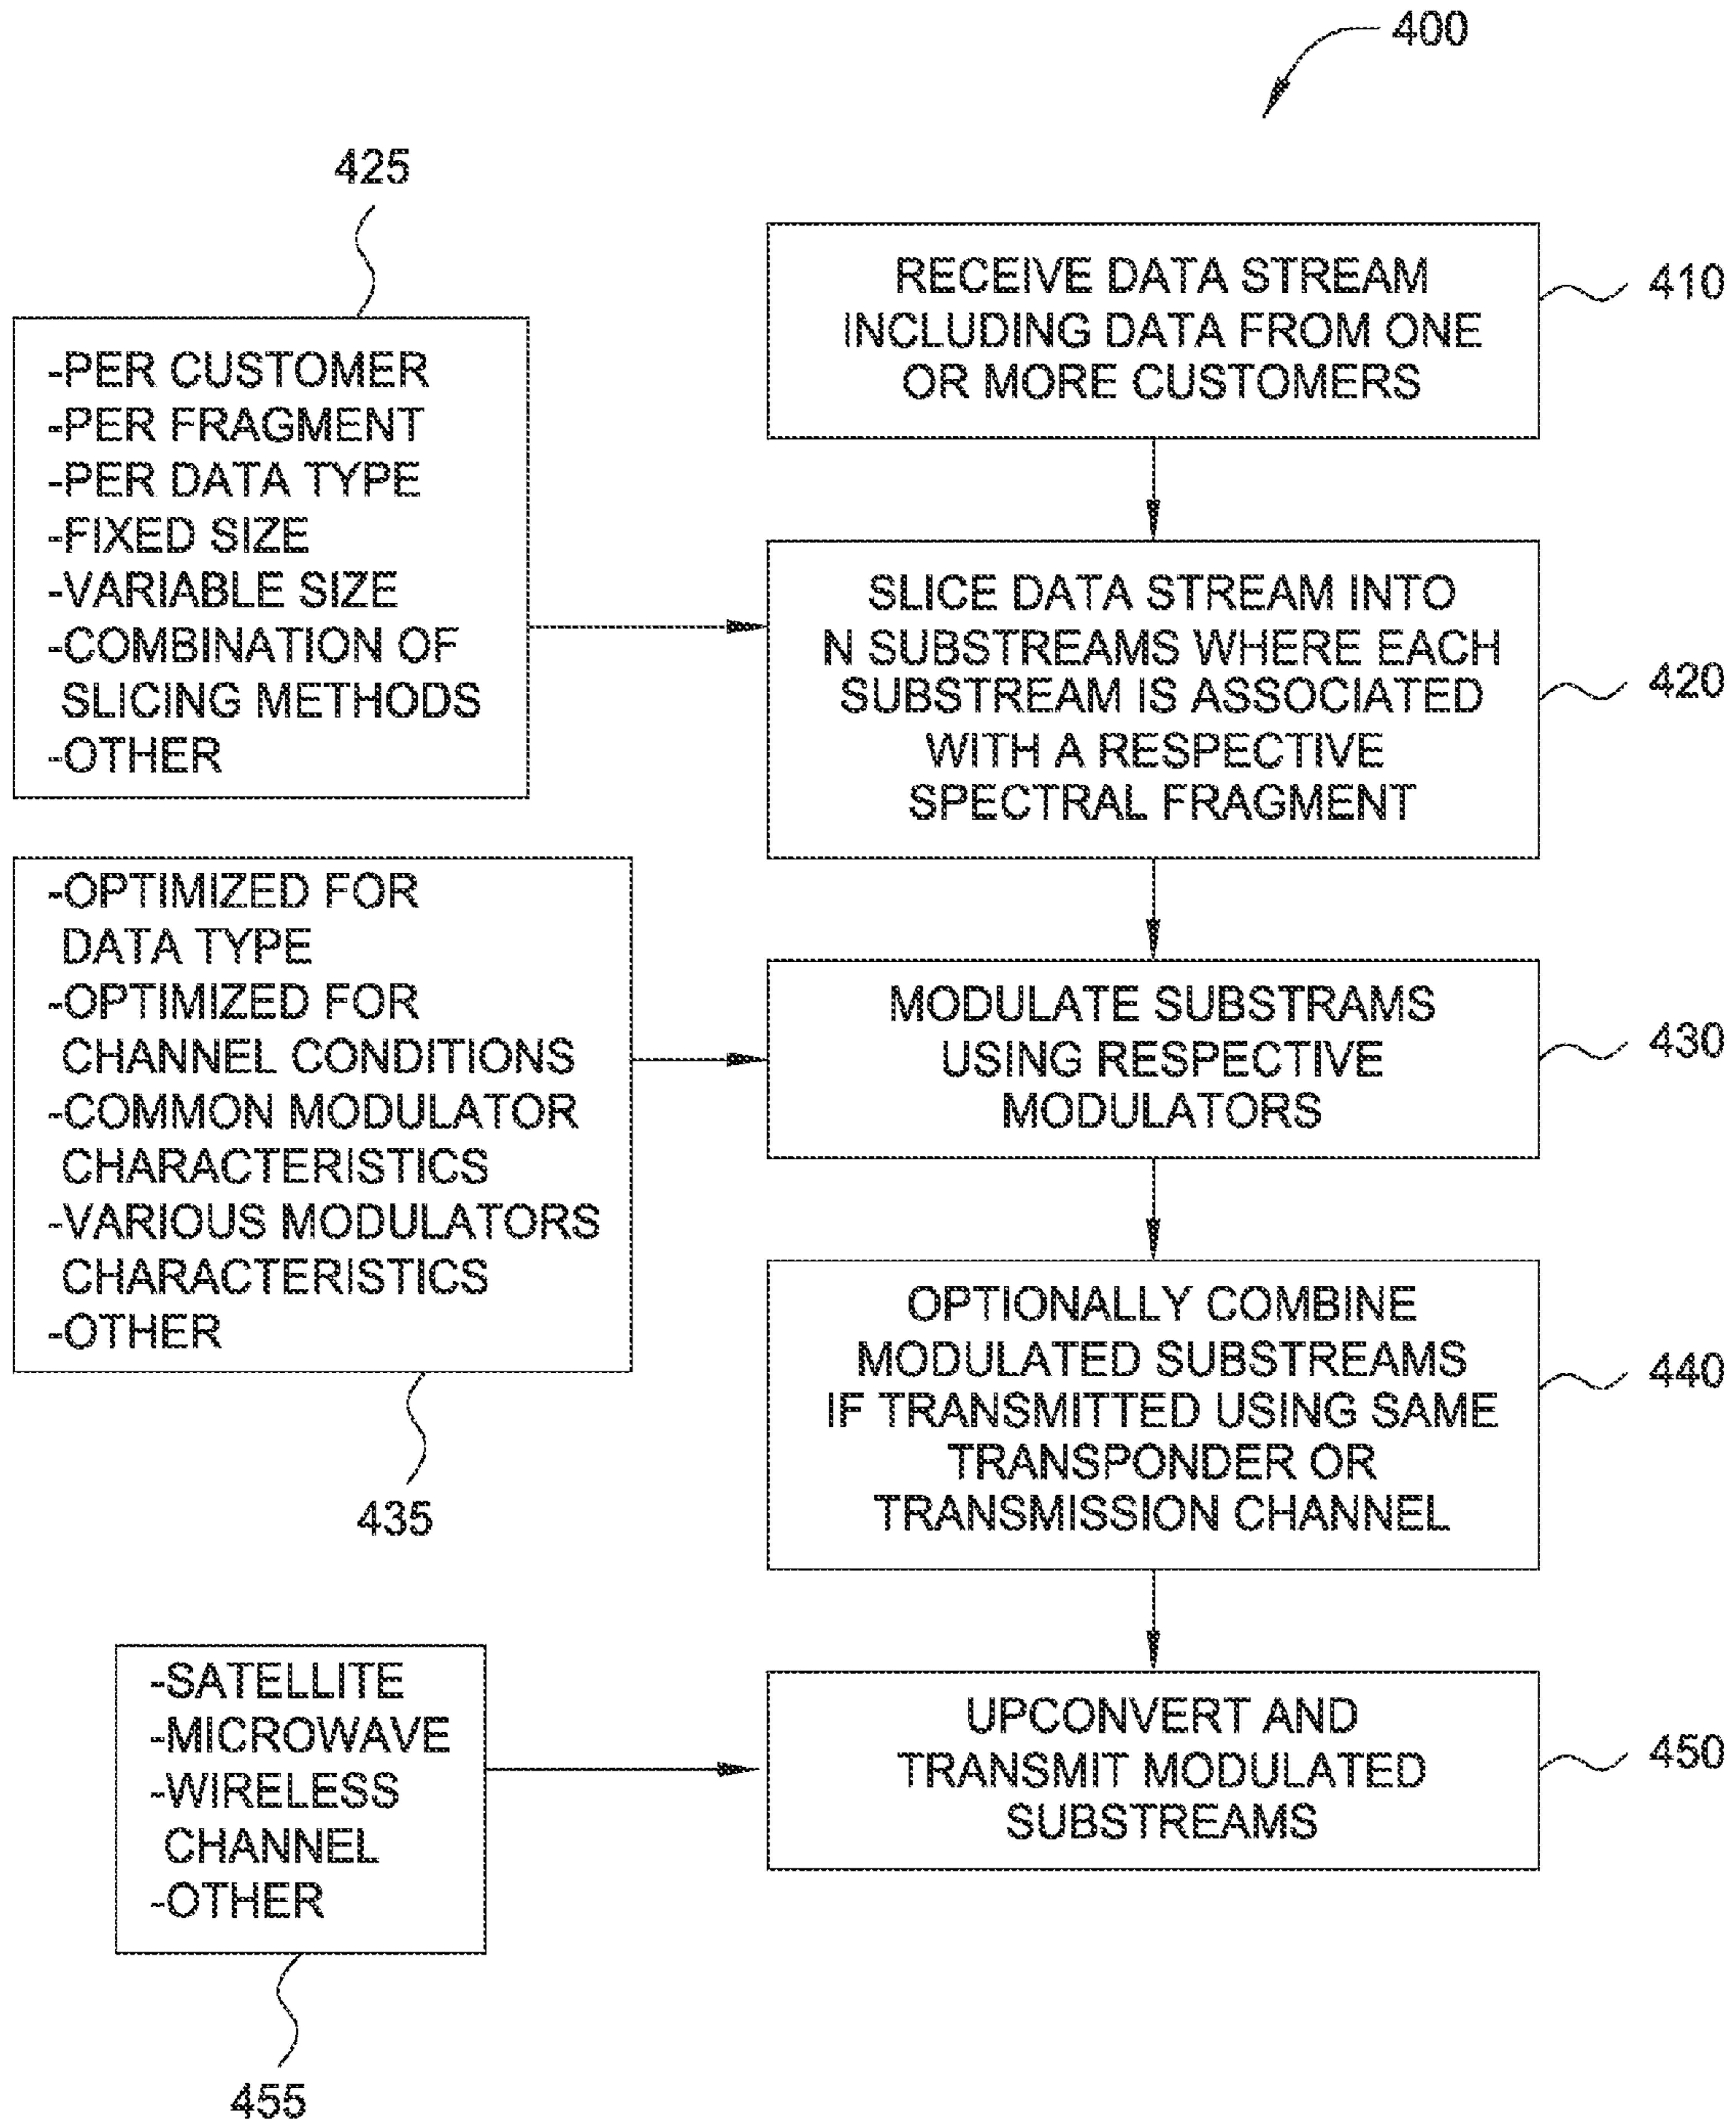 400
425
RECEIVE DATA STREAM
INCLUDING DATA FROM ONE
OR MORE CUSTOMERS
410
-PER CUSTOMER
-PER FRAGMENT
-PER DATA TYPE
-FIXED SIZE
-VARIABLE SIZE
-COMBINATION OF
SLICING METHODS
-OTHER
SLICE DATA STREAM INTO
N SUBSTREAMS WHERE EACH
SUBSTREAM IS ASSOCIATED
WITH A RESPECTIVE
SPECTRAL FRAGMENT
420
-OPTIMIZED FOR
DATA TYPE
-OPTIMIZED FOR
CHANNEL CONDITIONS
-COMMON MODULATOR
CHARACTERISTICS
-VARIOUS MODULATORS
CHARACTERISTICS
-OTHER
435
MODULATE SUBSTRAMS
USING RESPECTIVE
MODULATORS
430
OPTIONALLY COMBINE
MODULATED SUBSTREAMS
IF TRANSMITTED USING SAME
TRANSPONDER OR
TRANSMISSION CHANNEL
440
-SATELLITE
-MICROWAVE
-WIRELESS
CHANNEL
-OTHER
455
UPCONVERT AND
TRANSMIT MODULATED
SUBSTREAMS
450